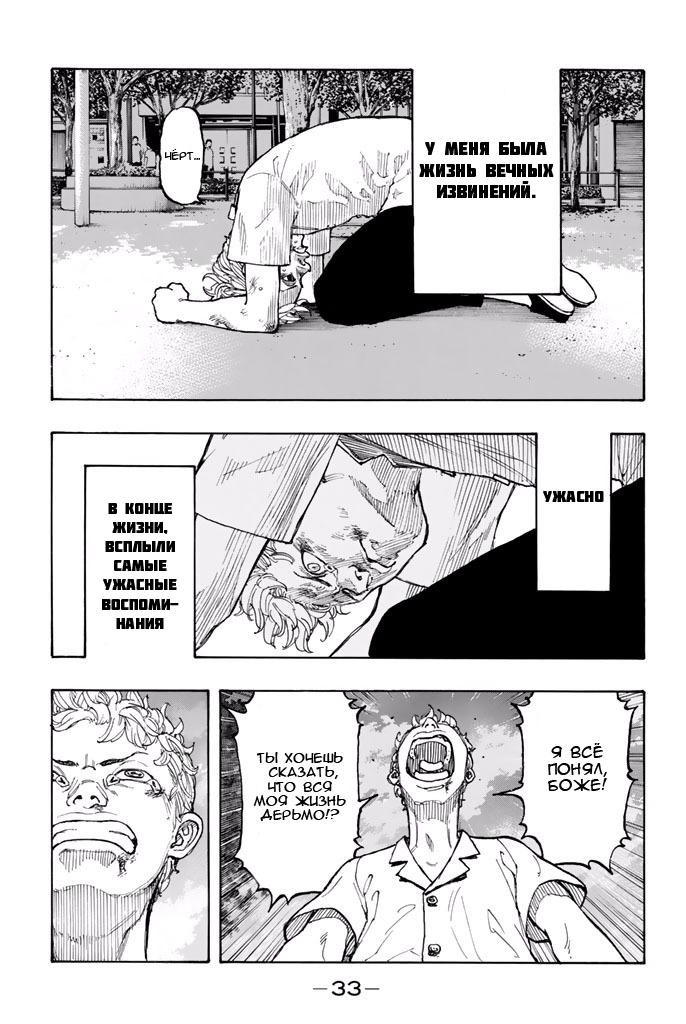 У МЕНЯ БЫЛА
ЖИЗНЬ ВЕЧНЫХ
ИЗВИНЕНИЙ.
ЧЁРТ...
УЖАСНО
В КОНЦЕ
ЖИЗНИ,
ВСПЛЫЛИ
САМЫЕ
УЖАСНЫЕ
ВОСПОМИ-
НАНИЯ
Я ВСЁ
ПОНЯЛ,
БОЖЕ!
ТЫ ХОЧЕШЬ
СКАЗАТЬ,
ЧТО ВСЯ
МОЯ ЖИЗНЬ
ДЕРЬМО!?
—33—